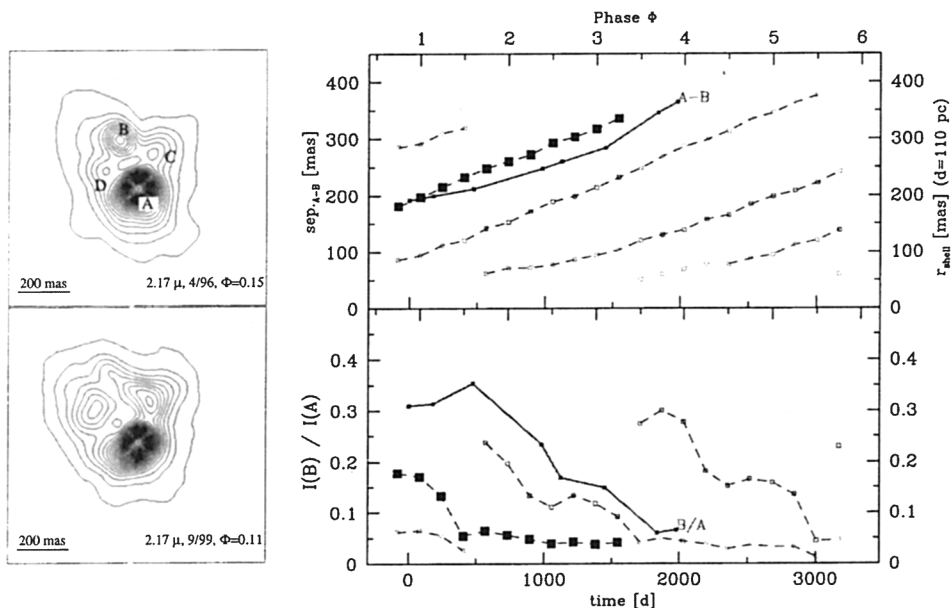 B
C
D
A
200 mas
2.17 μ, 4/96, Φ=0.15
200 mas
2.17 μ, 9/99, Φ=0.11
Phase Φ
1 2 3 4 5 6
400
300
200
100
0
sep.A-B [mas]
A-B
400
300
200
100
0
r shell [mas] (d=110 pc)
0.4
0.3
0.2
0.1
0
I(B) / I(A)
B/A
0.4
0.3
0.2
0.1
0
0 1000 2000 3000
time [d]